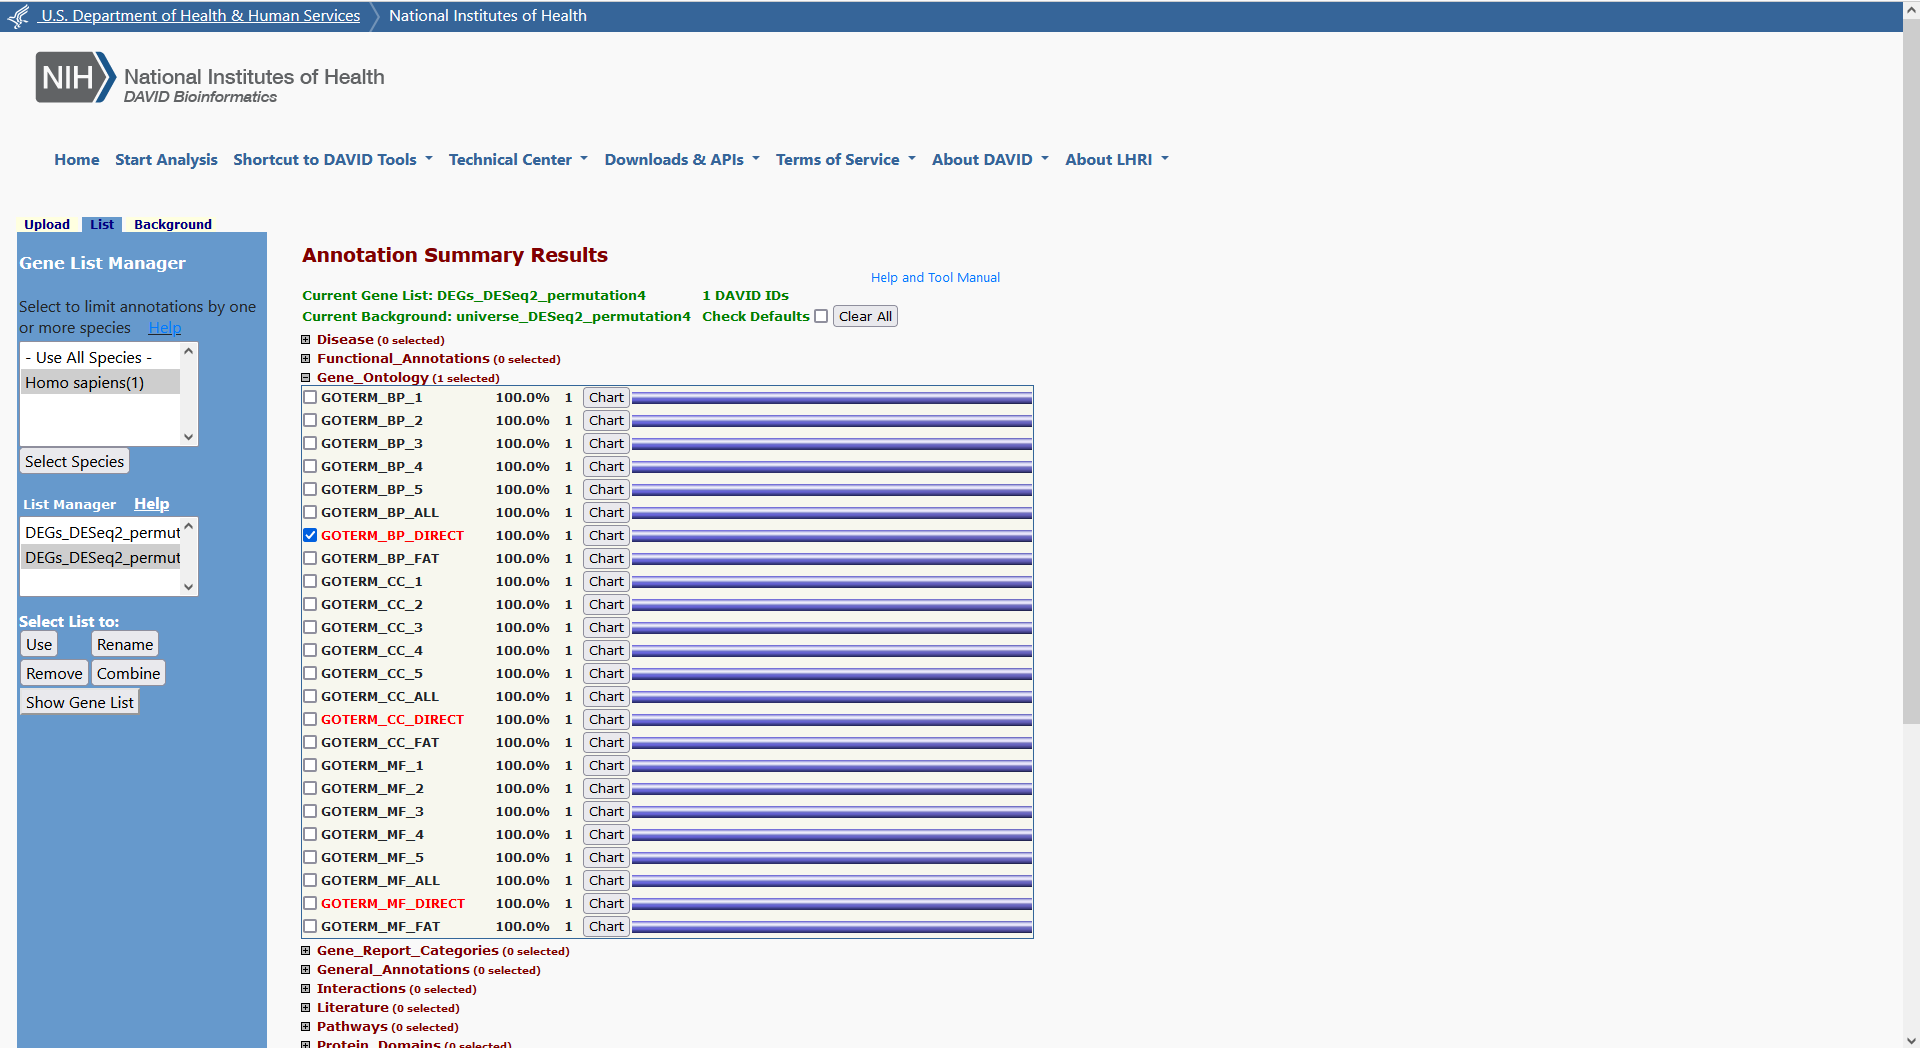 U.S. Department of Health & Human Services National Institutes of Health
NIH National Institutes of Health
DAVID Bioinformatics
Home Start Analysis Shortcut to DAVID Tools Technical Center Downloads & APIs Terms of Service About DAVID About LHRI
Upload List Background
Gene List Manager
Select to limit annotations by one
or more species Help
- Use All Species -
Homo sapiens(1)
Select Species
List Manager Help
DEGs_DESeq2_permut
DEGs_DESeq2_permut
Select List to:
Use Rename
Remove Combine
Show Gene List
Annotation Summary Results
Help and Tool Manual
Current Gene List: DEGs_DESeq2_permutation4 1 DAVID IDs
Current Background: universe_DESeq2_permutation4 Check Defaults Clear All
Disease (0 selected)
Functional_Annotations (0 selected)
Gene_Ontology (1 selected)
GOTERM_BP_1 100.0% 1 Chart
GOTERM_BP_2 100.0% 1 Chart
GOTERM_BP_3 100.0% 1 Chart
GOTERM_BP_4 100.0% 1 Chart
GOTERM_BP_5 100.0% 1 Chart
GOTERM_BP_ALL 100.0% 1 Chart
GOTERM_BP_DIRECT 100.0% 1 Chart
GOTERM_BP_FAT 100.0% 1 Chart
GOTERM_CC_1 100.0% 1 Chart
GOTERM_CC_2 100.0% 1 Chart
GOTERM_CC_3 100.0% 1 Chart
GOTERM_CC_4 100.0% 1 Chart
GOTERM_CC_5 100.0% 1 Chart
GOTERM_CC_ALL 100.0% 1 Chart
GOTERM_CC_DIRECT 100.0% 1 Chart
GOTERM_CC_FAT 100.0% 1 Chart
GOTERM_MF_1 100.0% 1 Chart
GOTERM_MF_2 100.0% 1 Chart
GOTERM_MF_3 100.0% 1 Chart
GOTERM_MF_4 100.0% 1 Chart
GOTERM_MF_5 100.0% 1 Chart
GOTERM_MF_ALL 100.0% 1 Chart
GOTERM_MF_DIRECT 100.0% 1 Chart
GOTERM_MF_FAT 100.0% 1 Chart
Gene_Report_Categories (0 selected)
General_Annotations (0 selected)
Interactions (0 selected)
Literature (0 selected)
Pathways (0 selected)
Protein_Domains (0 selected)